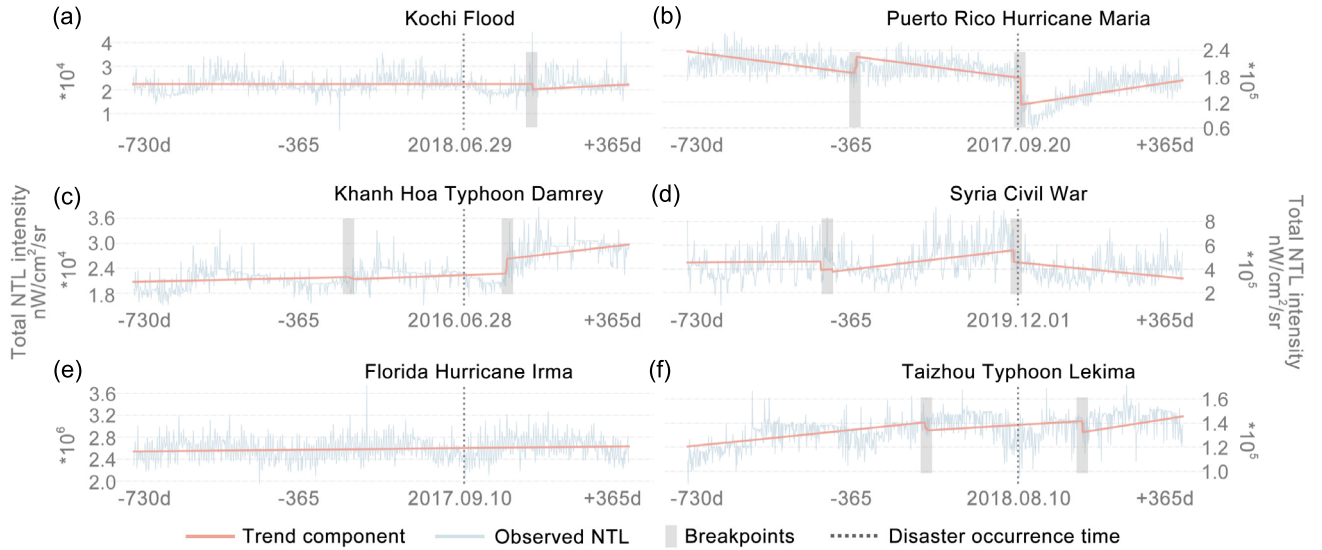 (a)
Kochi Flood
4
3
2
1
*10⁴
-730d
-365
2018.06.29
+365d
(b)
Puerto Rico Hurricane Maria
2.4
1.8
1.2
0.6
*10⁵
-730d
-365
2017.09.20
+365d
Total NTL intensity
nW/cm²/sr
(c)
Khanh Hoa Typhoon Damrey
3.6
3.0
2.4
1.8
*10⁴
-730d
-365
2016.06.28
+365d
(d)
Syria Civil War
8
6
4
2
*10⁵
-730d
-365
2019.12.01
+365d
Total NTL intensity
nW/cm²/sr
(e)
Florida Hurricane Irma
3.6
3.2
2.8
2.4
2.0
*10⁶
-730d
-365
2017.09.10
+365d
(f)
Taizhou Typhoon Lekima
1.6
1.4
1.2
1.0
*10⁵
-730d
-365
2018.08.10
+365d
Trend component
Observed NTL
Breakpoints
Disaster occurrence time